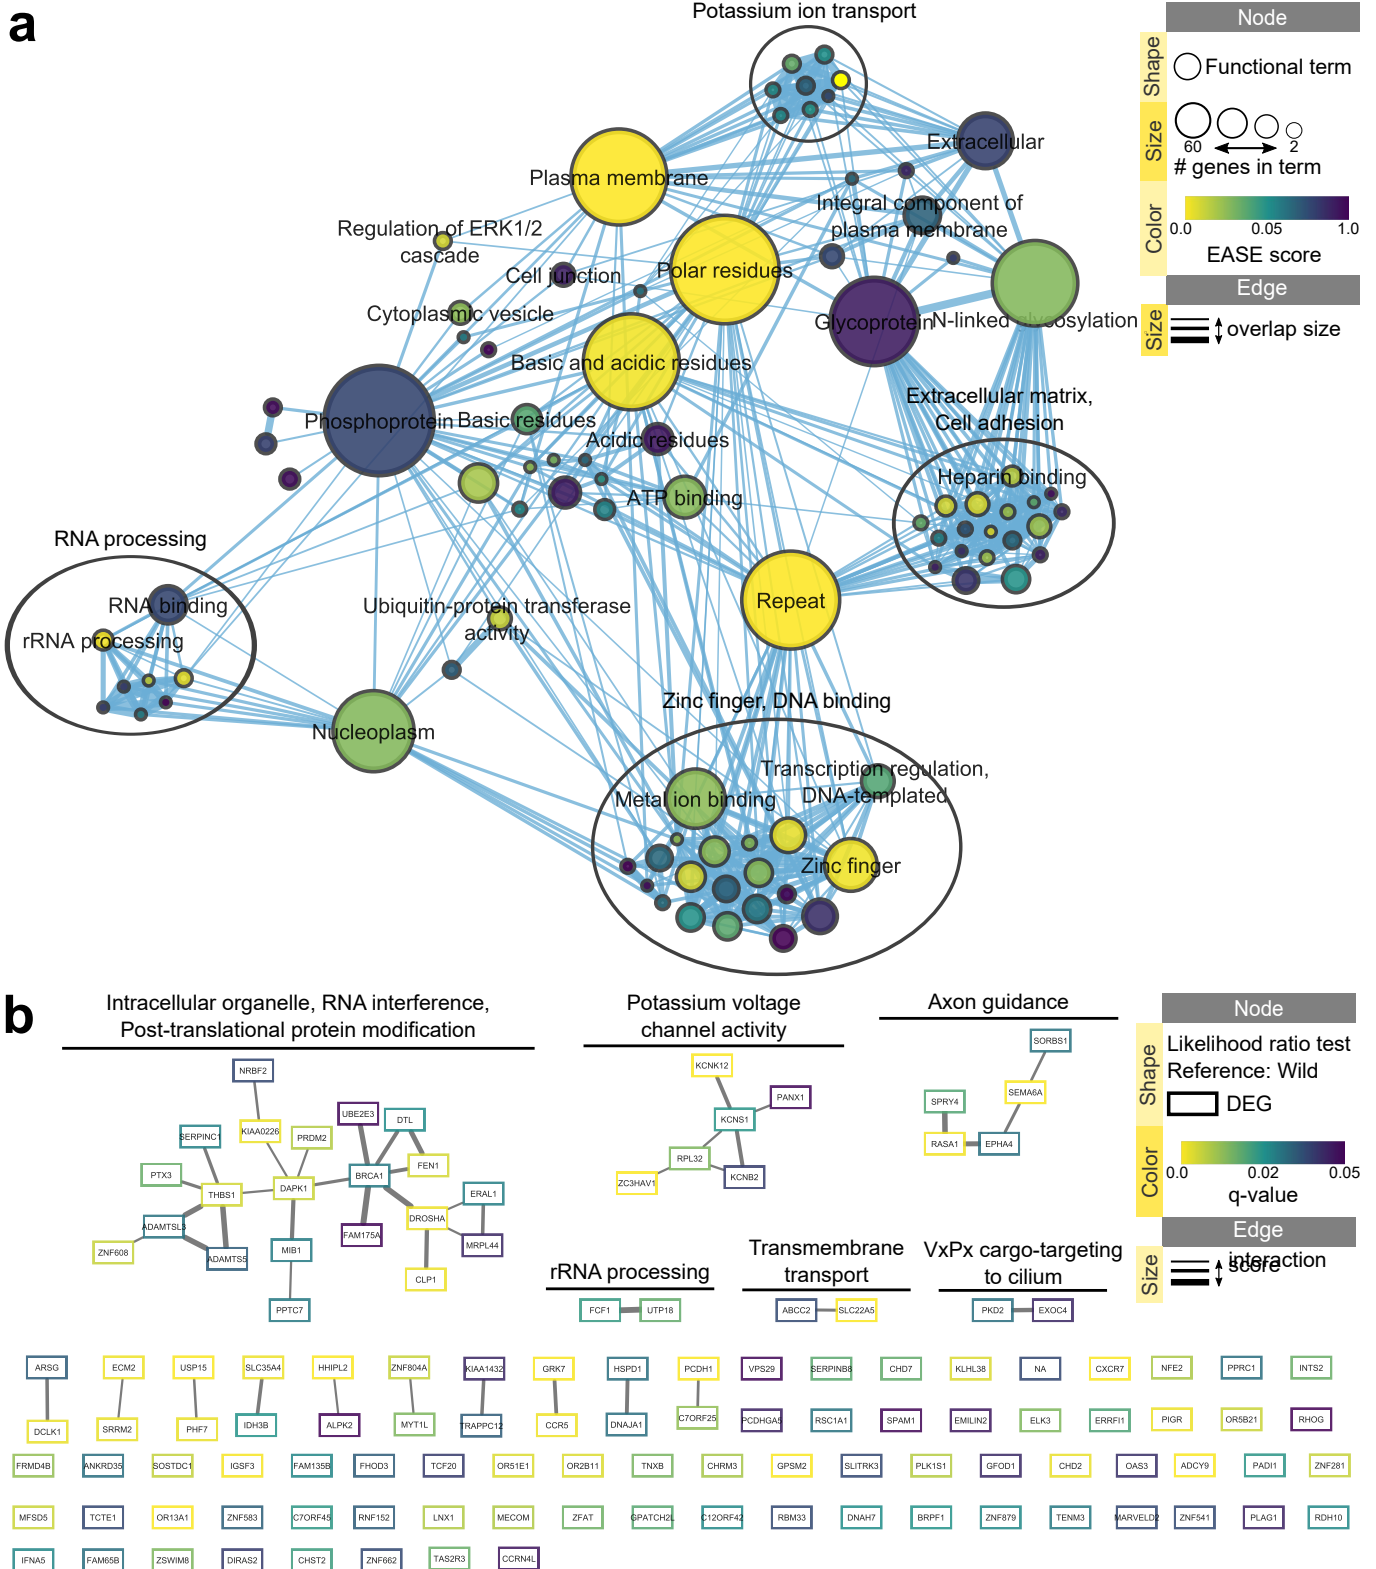 a
Potassium ion transport
Extracellular
Plasma membrane
Integral component of
plasma membrane
Regulation of ERK1/2
cascade
Cell junction
Polar residues
Cytoplasmic vesicle
Glycoprotein
N-linked glycosylation
Basic and acidic residues
Extracellular matrix,
Cell adhesion
Phosphoprotein
Basic residues
Acidic residues
Heparin binding
ATP binding
RNA processing
RNA binding
rRNA processing
Ubiquitin-protein transferase
activity
Repeat
Nucleoplasm
Zinc finger, DNA binding
Transcription regulation,
DNA-templated
Metal ion binding
Zinc finger
Node
Shape
Functional term
Size
60 2
# genes in term
Color
0.0 0.05 1.0
EASE score
Edge
Size
overlap size
b
Intracellular organelle, RNA interference,
Post-translational protein modification
NRBF2
UBE2E3
DTL
SERPINC1
KIAA0226
PRDM2
FEN1
PTX3
BRCA1
THBS1
DAPK1
ERAL1
ADAMTSL3
DROSHA
FAM175A
MRPL44
ZNF608
ADAMTS5
MIB1
CLP1
PPTC7
Potassium voltage
channel activity
KCNK12
PANX1
KCNS1
RPL32
ZC3HAV1
KCNB2
Axon guidance
SORBS1
SEMA6A
SPRY4
RASA1
EPHA4
rRNA processing
FCF1 UTP18
Transmembrane
transport
ABCC2 SLC22A5
VxPx cargo-targeting
to cilium
PKD2 EXOC4
Node
Shape
Likelihood ratio test
Reference: Wild
DEG
Color
0.0 0.02 0.05
q-value
Edge
Size
interaction
score
ARSG ECM2 USP15 SLC35A4 HHIPL2 ZNF804A KIAA1432 GRK7 HSPD1 PCDH1 VPS29 SERPINB8 CHD7 KLHL38 NA CXCR7 NFE2 PPRC1 INTS2
DCLK1 SRRM2 PHF7 IDH3B ALPK2 MYT1L TRAPPC12 CCR5 DNAJA1 C7ORF25 PCDHGA5 RSC1A1 SPAM1 EMILIN2 ELK3 ERRFI1 PIGR OR5B21 RHOG
FRMD4B ANKRD35 SOSTDC1 IGSF3 FAM135B FHOD3 TCF20 OR51E1 OR2B11 TNXB CHRM3 GPSM2 SLITRK3 PLK1S1 GFOD1 CHD2 OAS3 ADCY9 PADI1 ZNF281
MFSD5 TCTE1 OR13A1 ZNF583 C7ORF45 RNF152 LNX1 MECOM ZFAT GPATCH2L C12ORF42 RBM33 DNAH7 BRPF1 ZNF879 TENM3 MARVELD2 ZNF541 PLAG1 RDH10
IFNA5 FAM65B ZSWIM8 DIRAS2 CHST2 ZNF662 TAS2R3 CCRN4L